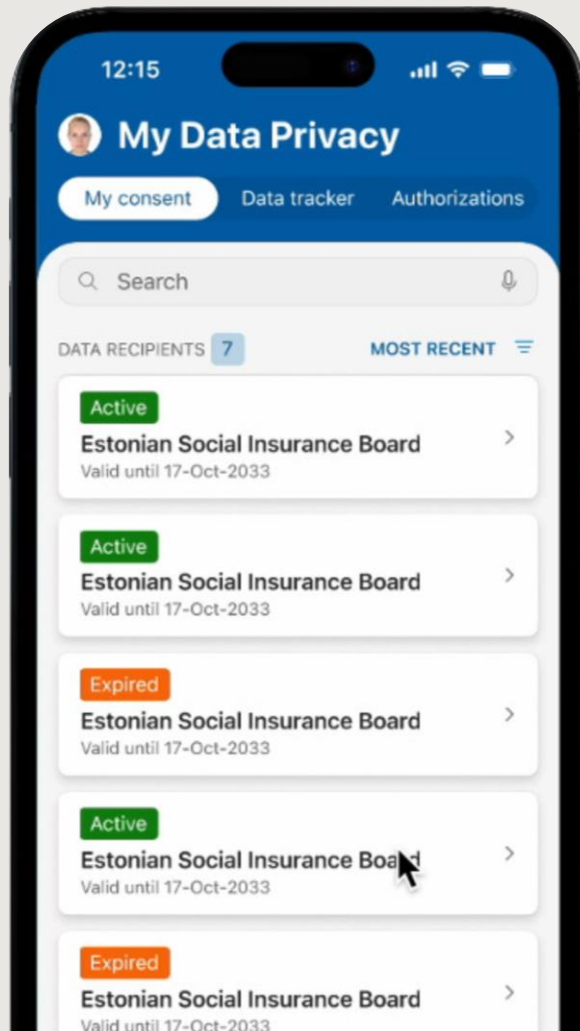 12:15
My Data Privacy
My consent Data tracker Authorizations
Search
DATA RECIPIENTS 7 MOST RECENT
Active
Estonian Social Insurance Board
Valid until 17-Oct-2033
Active
Estonian Social Insurance Board
Valid until 17-Oct-2033
Expired
Estonian Social Insurance Board
Valid until 17-Oct-2033
Active
Estonian Social Insurance Board
Valid until 17-Oct-2033
Expired
Estonian Social Insurance Board
Valid until 17-Oct-2033